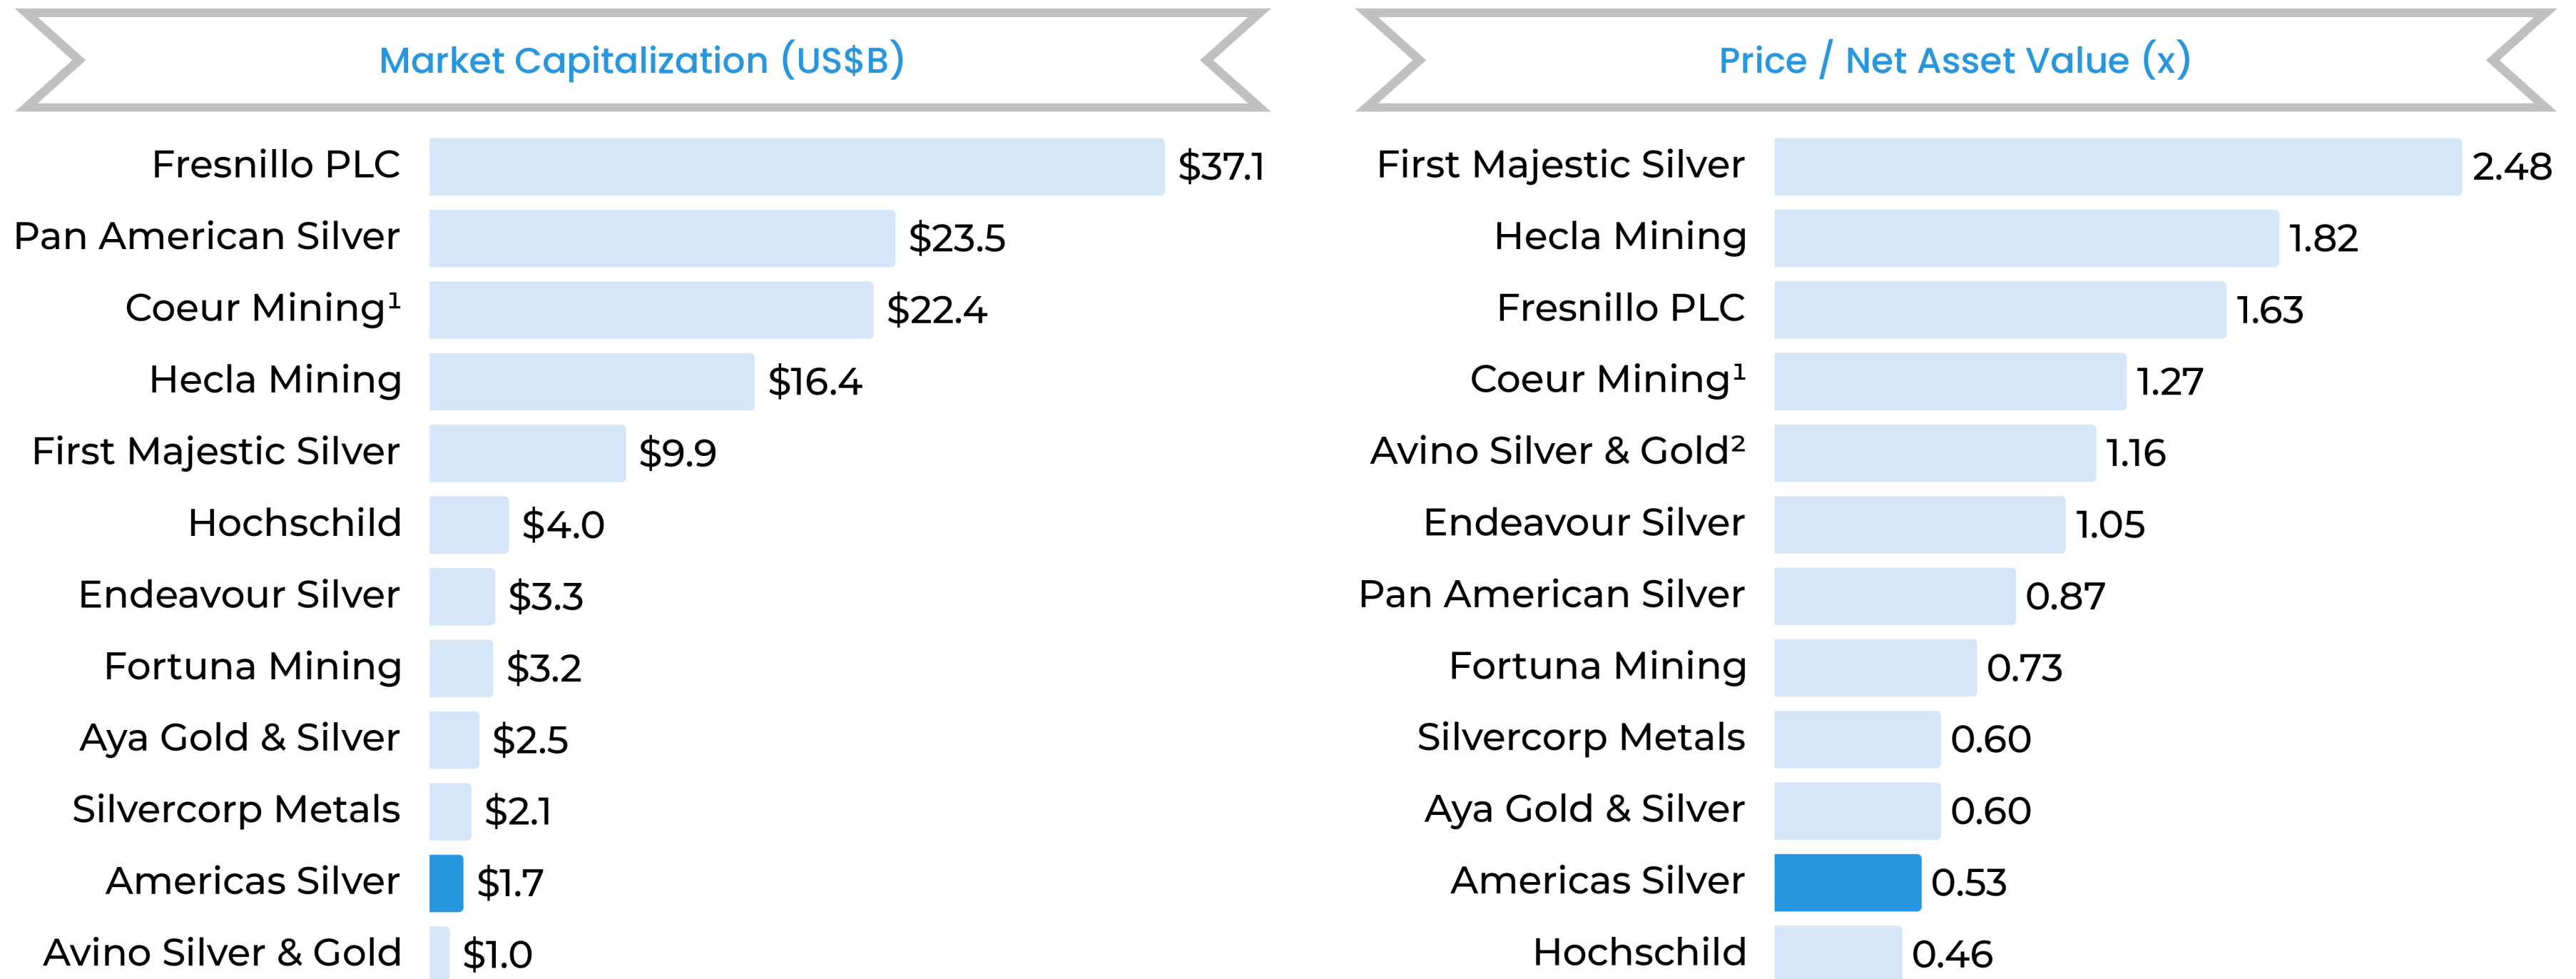 Market Capitalization (US$B)
Fresnillo PLC $37.1
Pan American Silver $23.5
Coeur Mining¹ $22.4
Hecla Mining $16.4
First Majestic Silver $9.9
Hochschild $4.0
Endeavour Silver $3.3
Fortuna Mining $3.2
Aya Gold & Silver $2.5
Silvercorp Metals $2.1
Americas Silver $1.7
Avino Silver & Gold $1.0
Price / Net Asset Value (x)
First Majestic Silver 2.48
Hecla Mining 1.82
Fresnillo PLC 1.63
Coeur Mining¹ 1.27
Avino Silver & Gold² 1.16
Endeavour Silver 1.05
Pan American Silver 0.87
Fortuna Mining 0.73
Silvercorp Metals 0.60
Aya Gold & Silver 0.60
Americas Silver 0.53
Hochschild 0.46